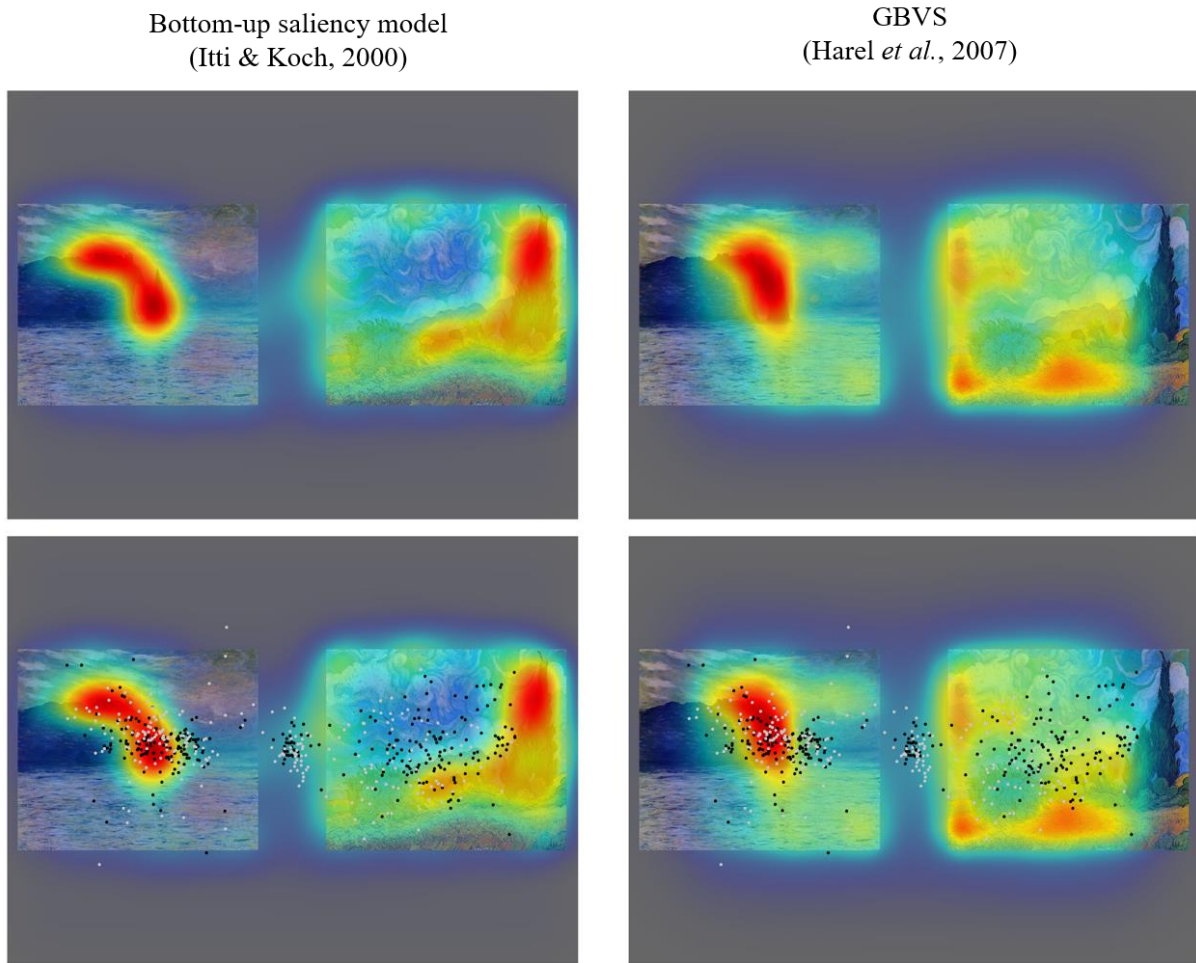 Bottom-up saliency model
(Itti & Koch, 2000)
GBVS
(Harel et al., 2007)